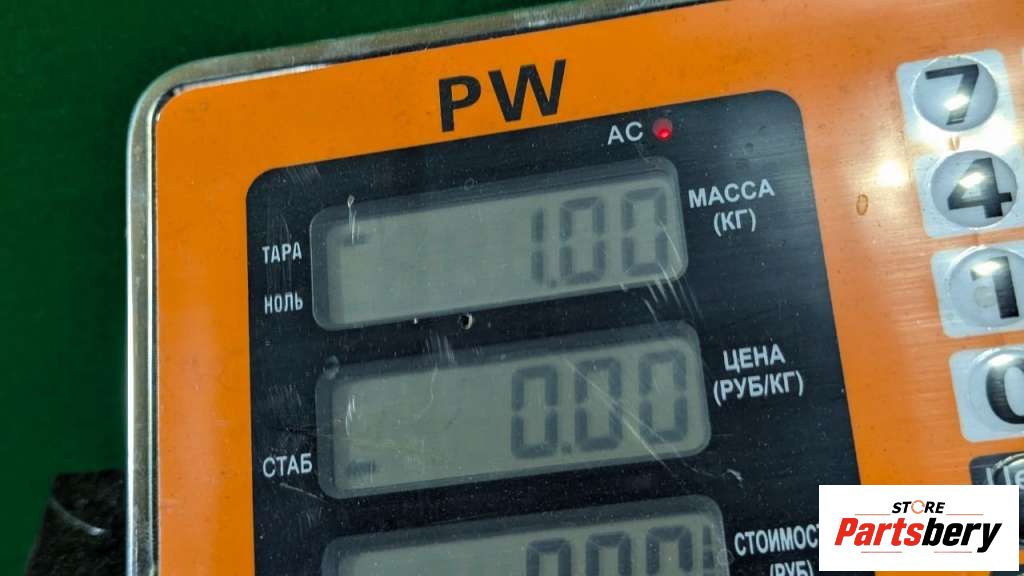 PW
AC
ТАРА
НОЛЬ
1.00
МАССА
(КГ)
СТАБ
0.00
ЦЕНА
(РУБ/КГ)
(РУБ)
7
4
1
0
STORE
Partsbery